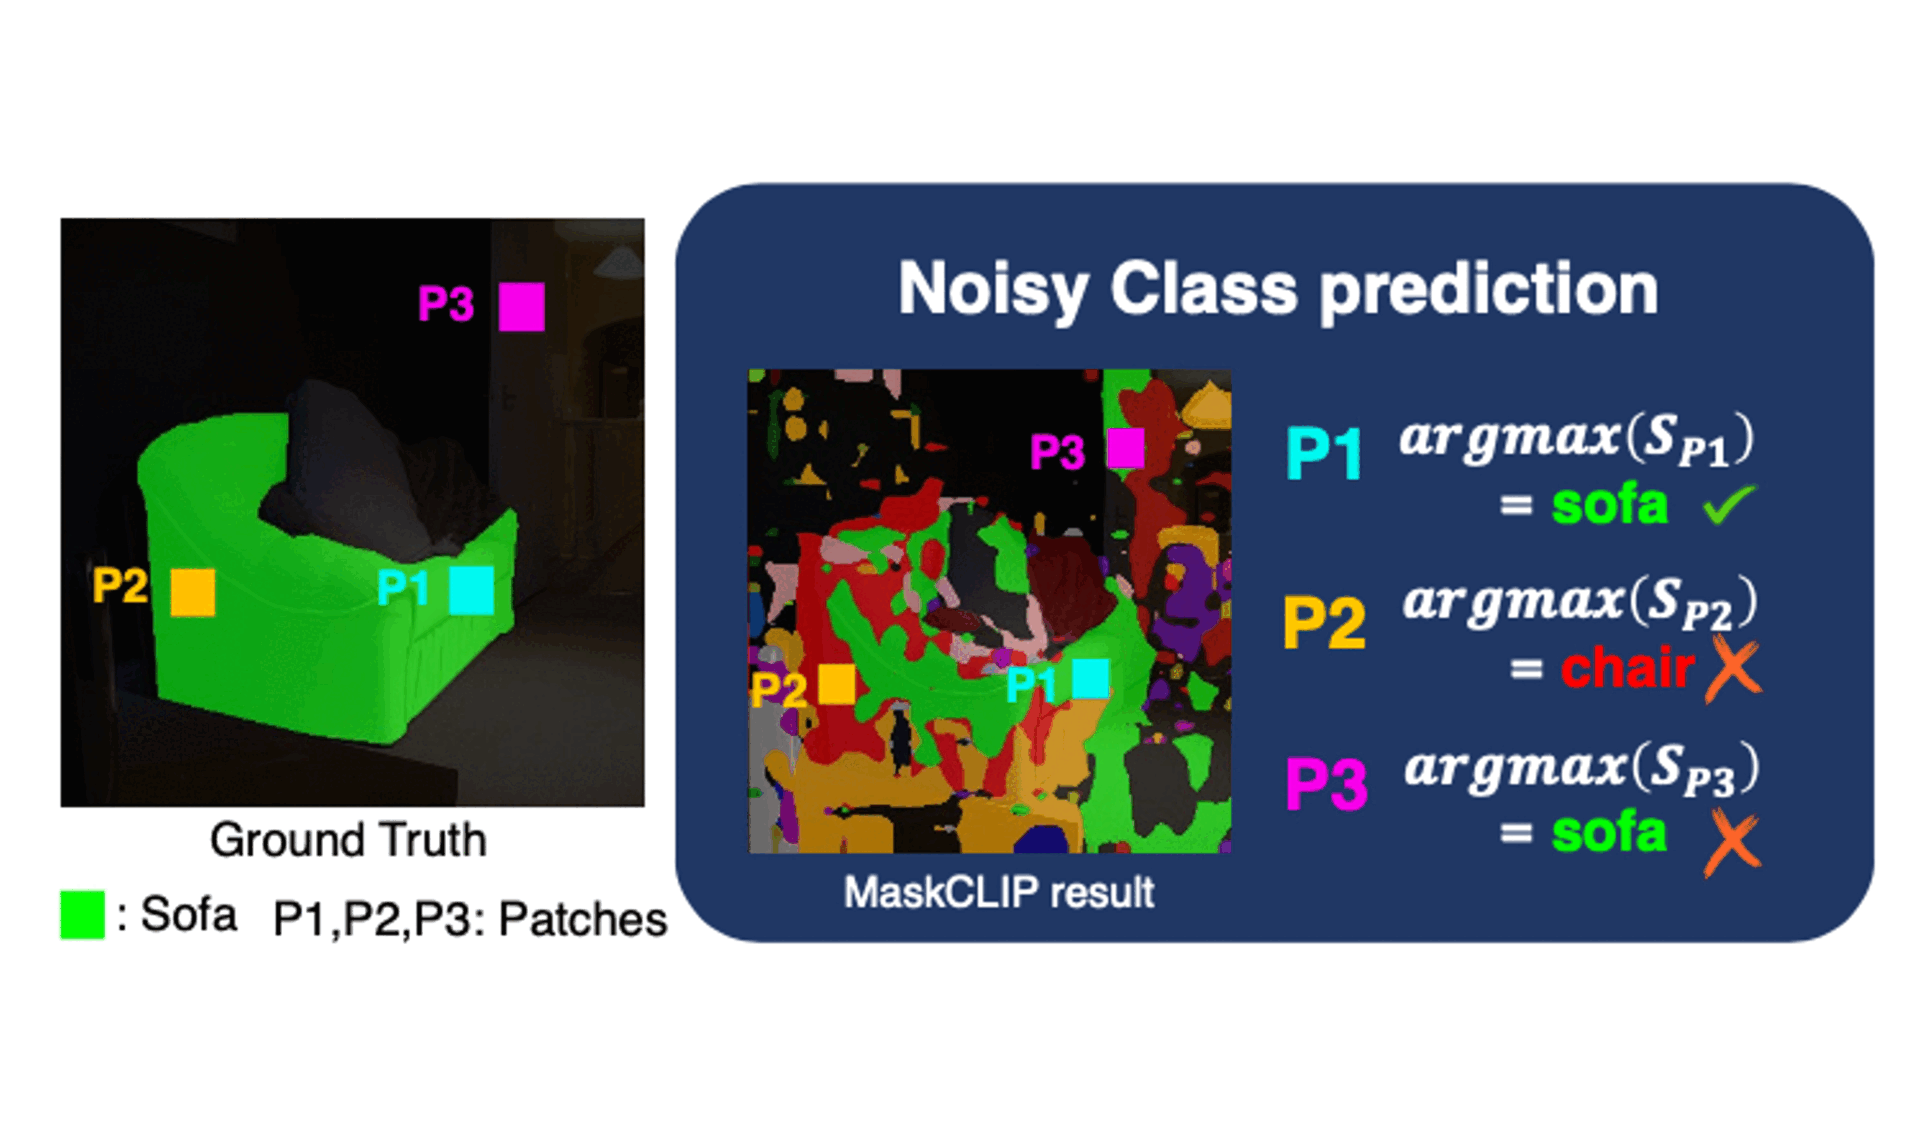 P3
P2
P1
Ground Truth
: Sofa P1,P2,P3: Patches
Noisy Class prediction
P3
P2
P1
MaskCLIP result
P1 argmax(S_{P1})
= sofa ✓
P2 argmax(S_{P2})
= chair ✗
P3 argmax(S_{P3})
= sofa ✗